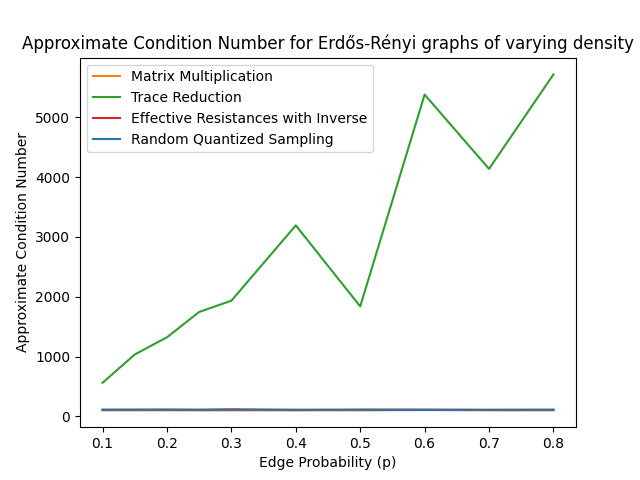 Approximate Condition Number for Erdős-Rényi graphs of varying density
Matrix Multiplication
Trace Reduction
Effective Resistances with Inverse
Random Quantized Sampling
Approximate Condition Number
5000
4000
3000
2000
1000
0
0.1 0.2 0.3 0.4 0.5 0.6 0.7 0.8
Edge Probability (p)